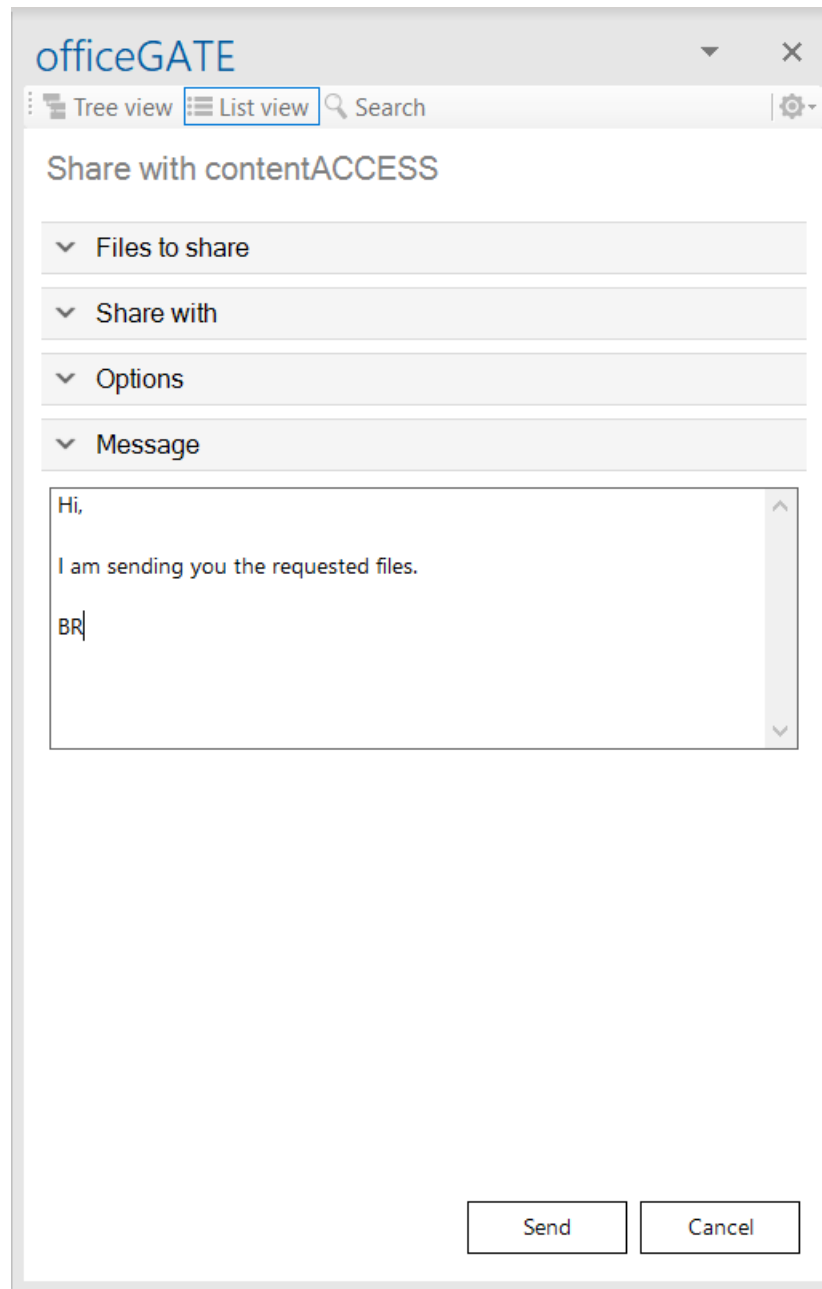 officeGATE
Tree view List view Search
Share with contentACCESS
Files to share
Share with
Options
Message
Hi,
I am sending you the requested files.
BR
Send Cancel